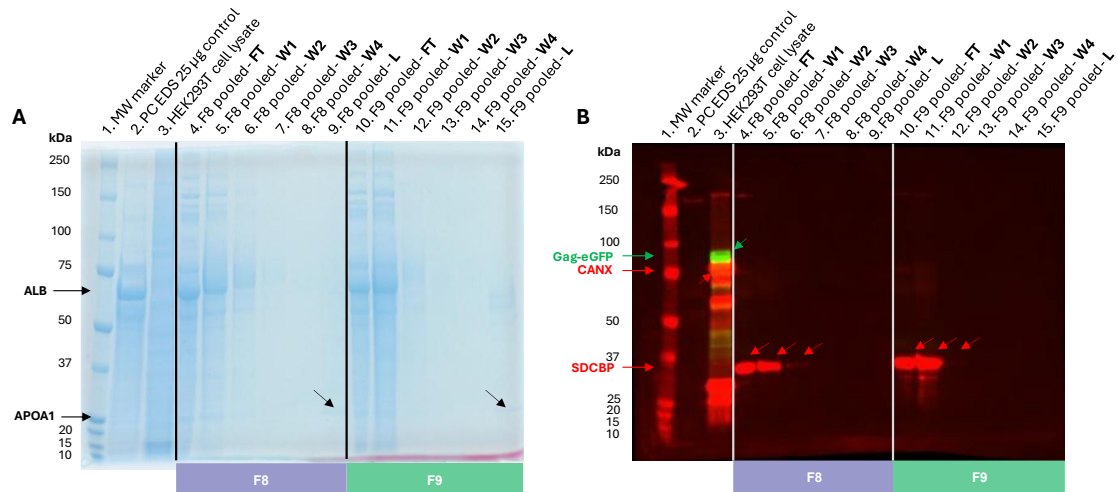 A
kDa
250
150
100
75
50
37
20
15
10
ALB
APOA1
1. MW marker
2. PC EDS 25 µg control
3. HEK293T cell lysate
4. F8 pooled - FT
5. F8 pooled - W1
6. F8 pooled - W2
7. F8 pooled - W3
8. F8 pooled - W4
9. F8 pooled - L
10. F9 pooled - FT
11. F9 pooled - W1
12. F9 pooled - W2
13. F9 pooled - W3
14. F9 pooled - W4
15. F9 pooled - L
F8
F9
B
kDa
250
150
100
50
37
25
20
15
10
Gag-eGFP
CANX
SDCBP
1. MW marker
2. PC EDS 25 µg control
3. HEK293T cell lysate
4. F8 pooled - FT
5. F8 pooled - W1
6. F8 pooled - W2
7. F8 pooled - W3
8. F8 pooled - W4
9. F8 pooled - L
10. F9 pooled - FT
11. F9 pooled - W1
12. F9 pooled - W2
13. F9 pooled - W3
14. F9 pooled - W4
15. F9 pooled - L
F8
F9